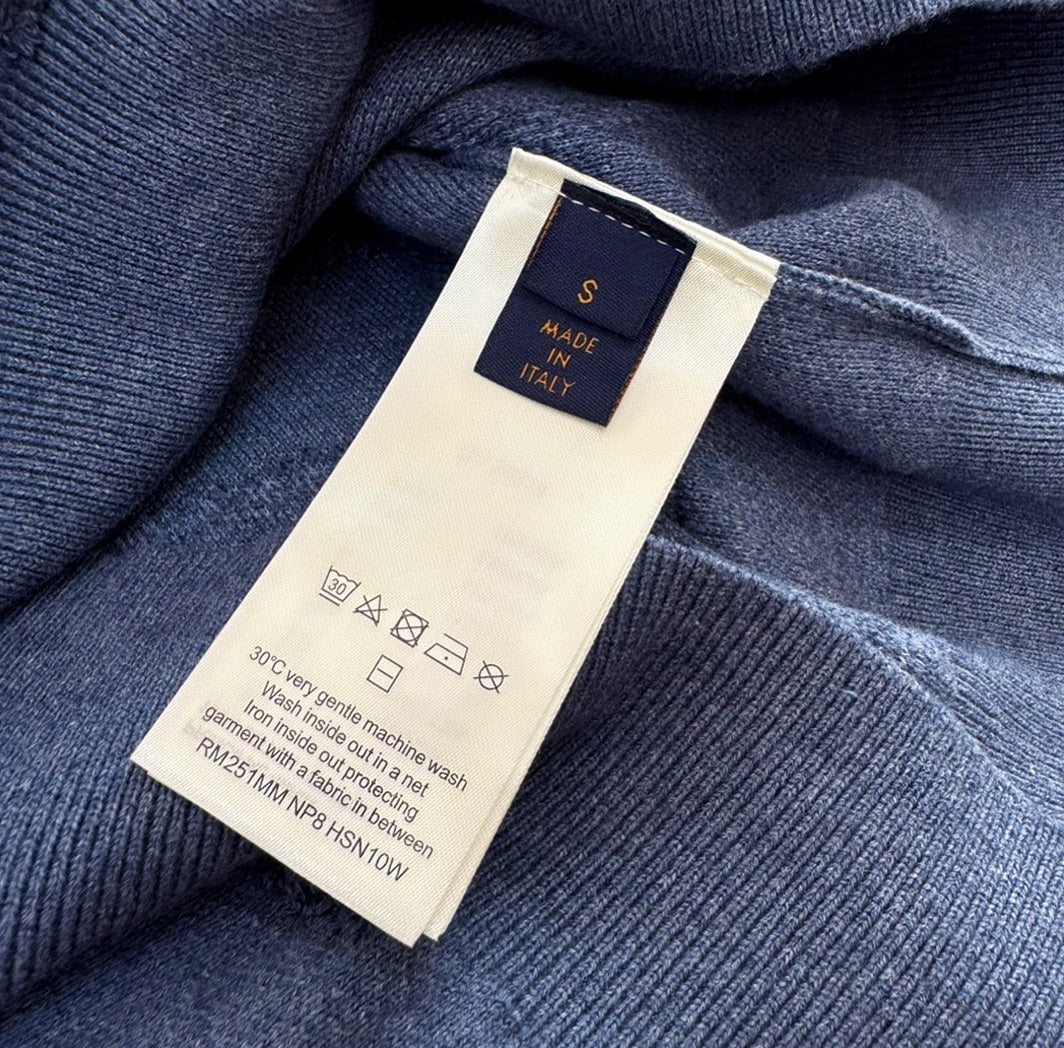 S
MADE
IN
ITALY
30
30°C very gentle machine wash
Wash inside out in a net
Iron inside out protecting
garment with a fabric in between
RM251MM NP8 HSN10W